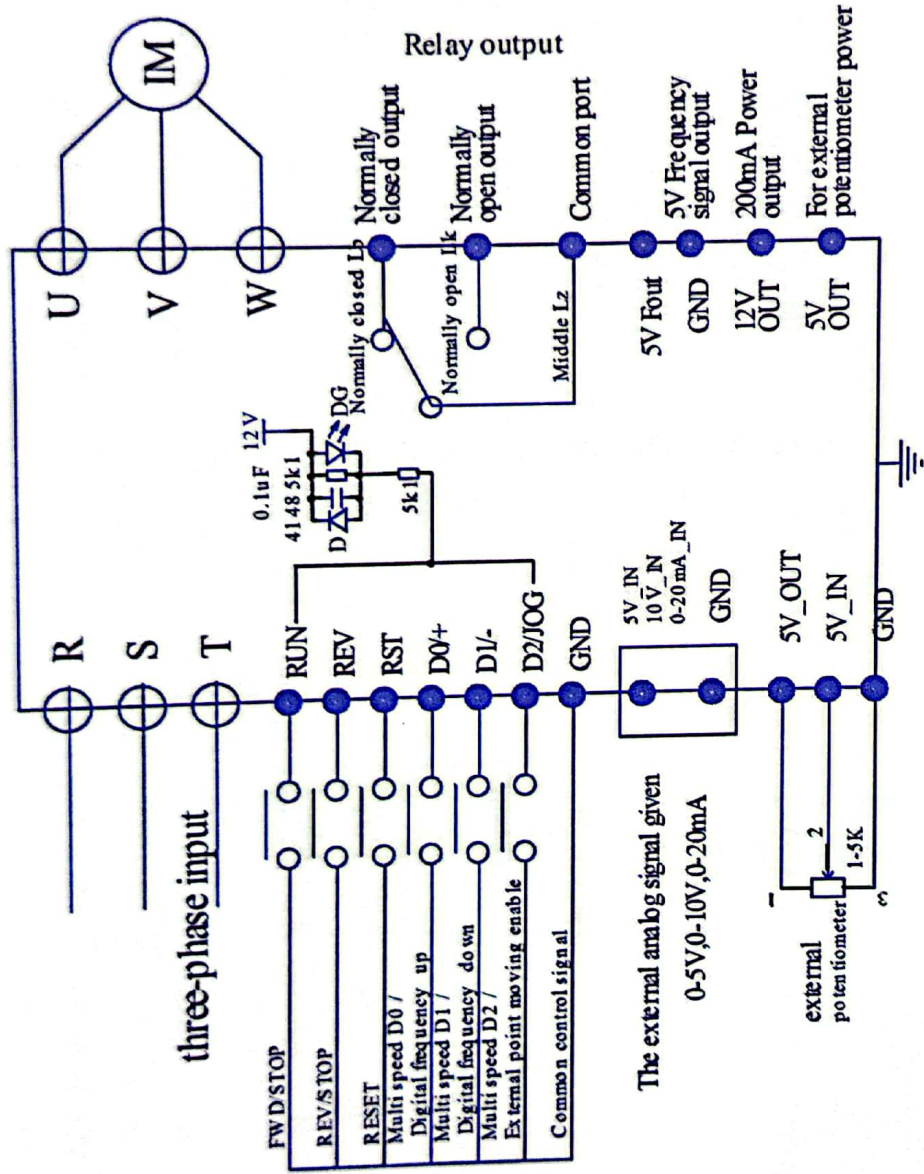 R
S
T
three-phase input
U
V
W
IM
FWD/STOP
REV/STOP
RESET
Multi speed D0 /
Digital frequency up
Multi speed D1 /
Digital frequency down
Multi speed D2 /
External point moving enable
Common control signal
RUN
REV
RST
D0/+
D1/-
D2/JOG
GND
0.1uF
12V
4148
5k1
D
DG
5k1
Normally closed Lb
Normally open Lk
Middle Lz
Relay output
Normally
closed output
Normally
open output
Common port
The external analog signal given
0-5V,0-10V,0-20mA
5V_IN
10V_IN
0-20mA_IN
GND
5V Fout
GND
12V
OUT
5V
OUT
5V Frequency
signal output
200mA Power
output
For external
potentiometer power
external
potentiometer
1
2
3
1-5K
5V_OUT
5V_IN
GND